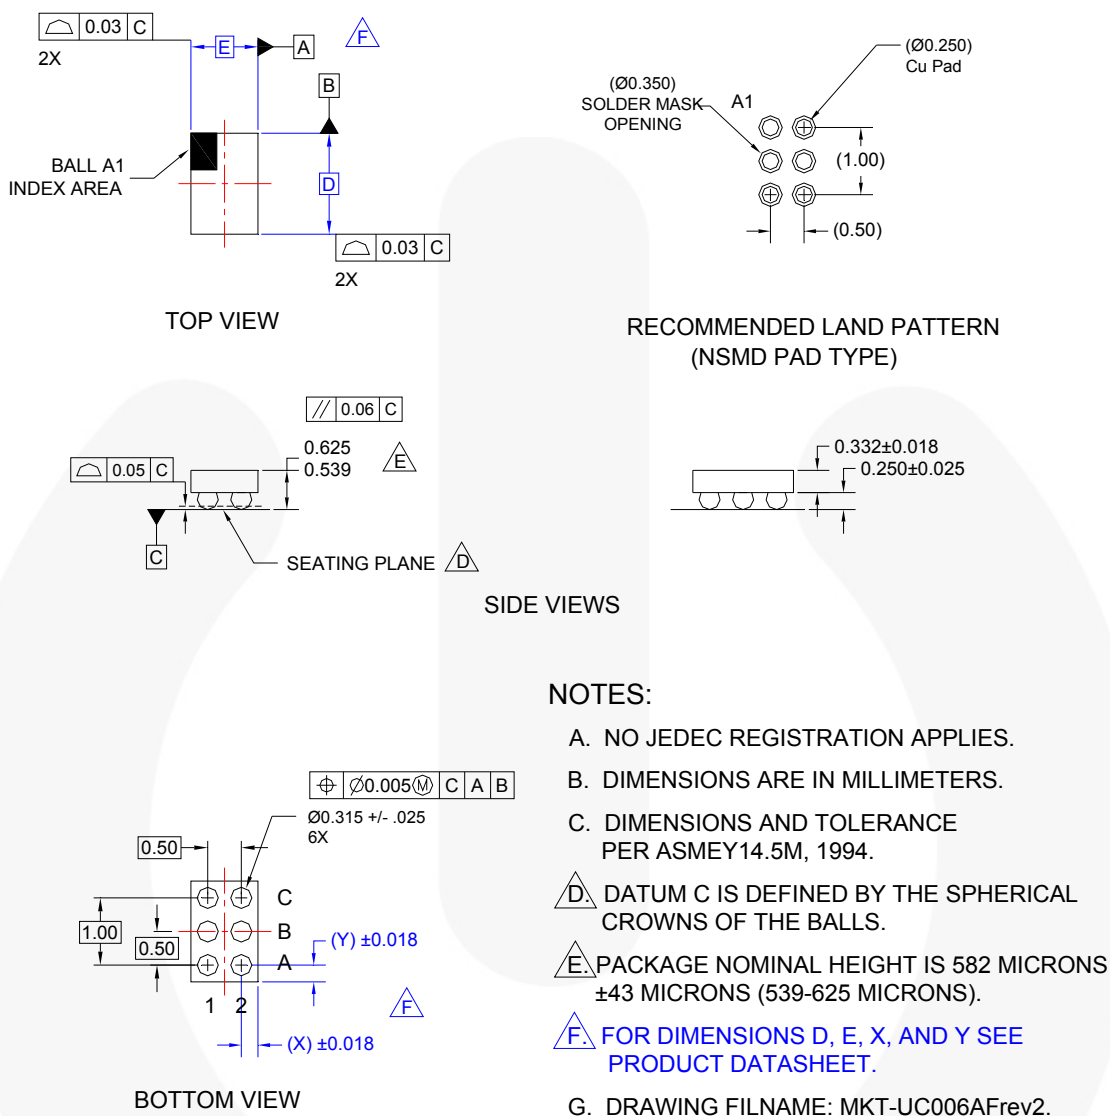 0.03 C
2X
E
A
F
B
BALL A1
INDEX AREA
D
0.03 C
2X
TOP VIEW
(Ø0.250)
Cu Pad
(Ø0.350)
SOLDER MASK
OPENING
A1
(1.00)
(0.50)
RECOMMENDED LAND PATTERN
(NSMD PAD TYPE)
// 0.06 C
0.625
0.539
E
0.05 C
C
SEATING PLANE
D
0.332±0.018
0.250±0.025
SIDE VIEWS
NOTES:
A. NO JEDEC REGISTRATION APPLIES.
B. DIMENSIONS ARE IN MILLIMETERS.
C. DIMENSIONS AND TOLERANCE
PER ASMEY14.5M, 1994.
D. DATUM C IS DEFINED BY THE SPHERICAL
CROWNS OF THE BALLS.
E. PACKAGE NOMINAL HEIGHT IS 582 MICRONS
±43 MICRONS (539-625 MICRONS).
F. FOR DIMENSIONS D, E, X, AND Y SEE
PRODUCT DATASHEET.
G. DRAWING FILNAME: MKT-UC006AFrev2.
⌖ Ø0.005Ⓜ C A B
Ø0.315 +/- .025
6X
0.50
C
B
A
1.00
0.50
1 2
(Y) ±0.018
F
(X) ±0.018
BOTTOM VIEW